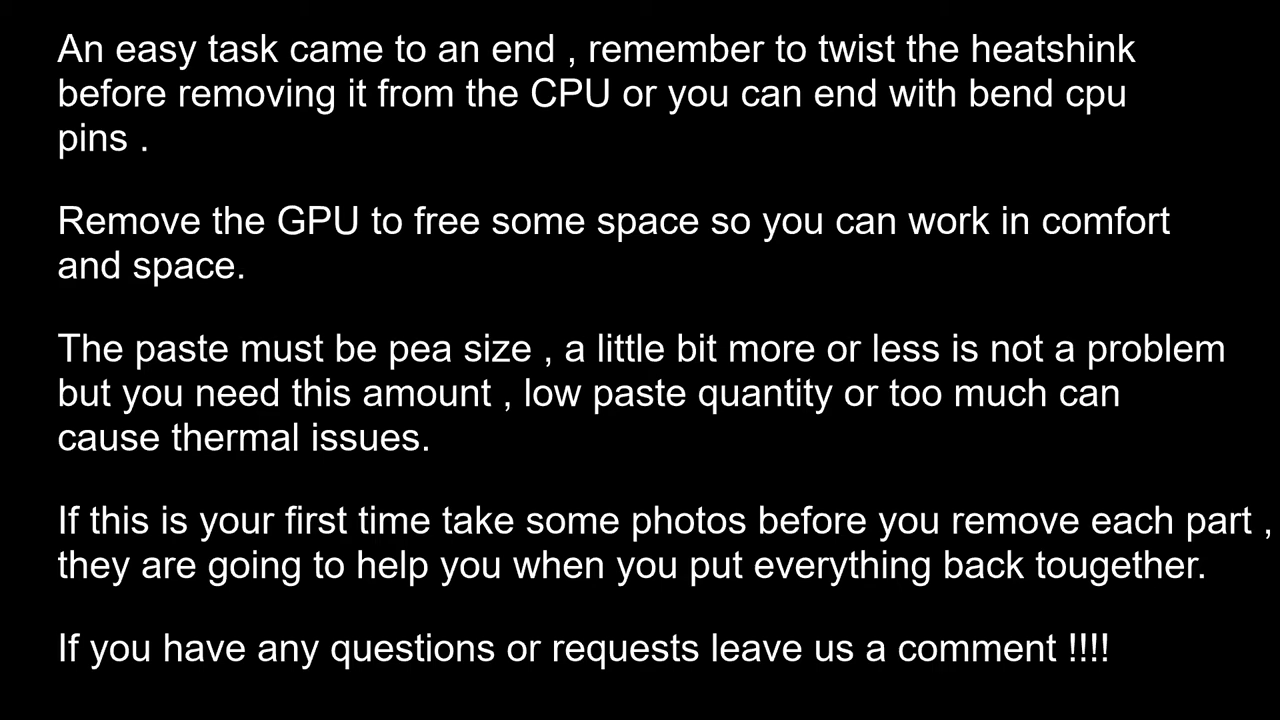 An easy task came to an end , remember to twist the heatshink
before removing it from the CPU or you can end with bend cpu
pins .
Remove the GPU to free some space so you can work in comfort
and space.
The paste must be pea size , a little bit more or less is not a problem
but you need this amount , low paste quantity or too much can
cause thermal issues.
If this is your first time take some photos before you remove each part ,
they are going to help you when you put everything back tougether.
If you have any questions or requests leave us a comment !!!!